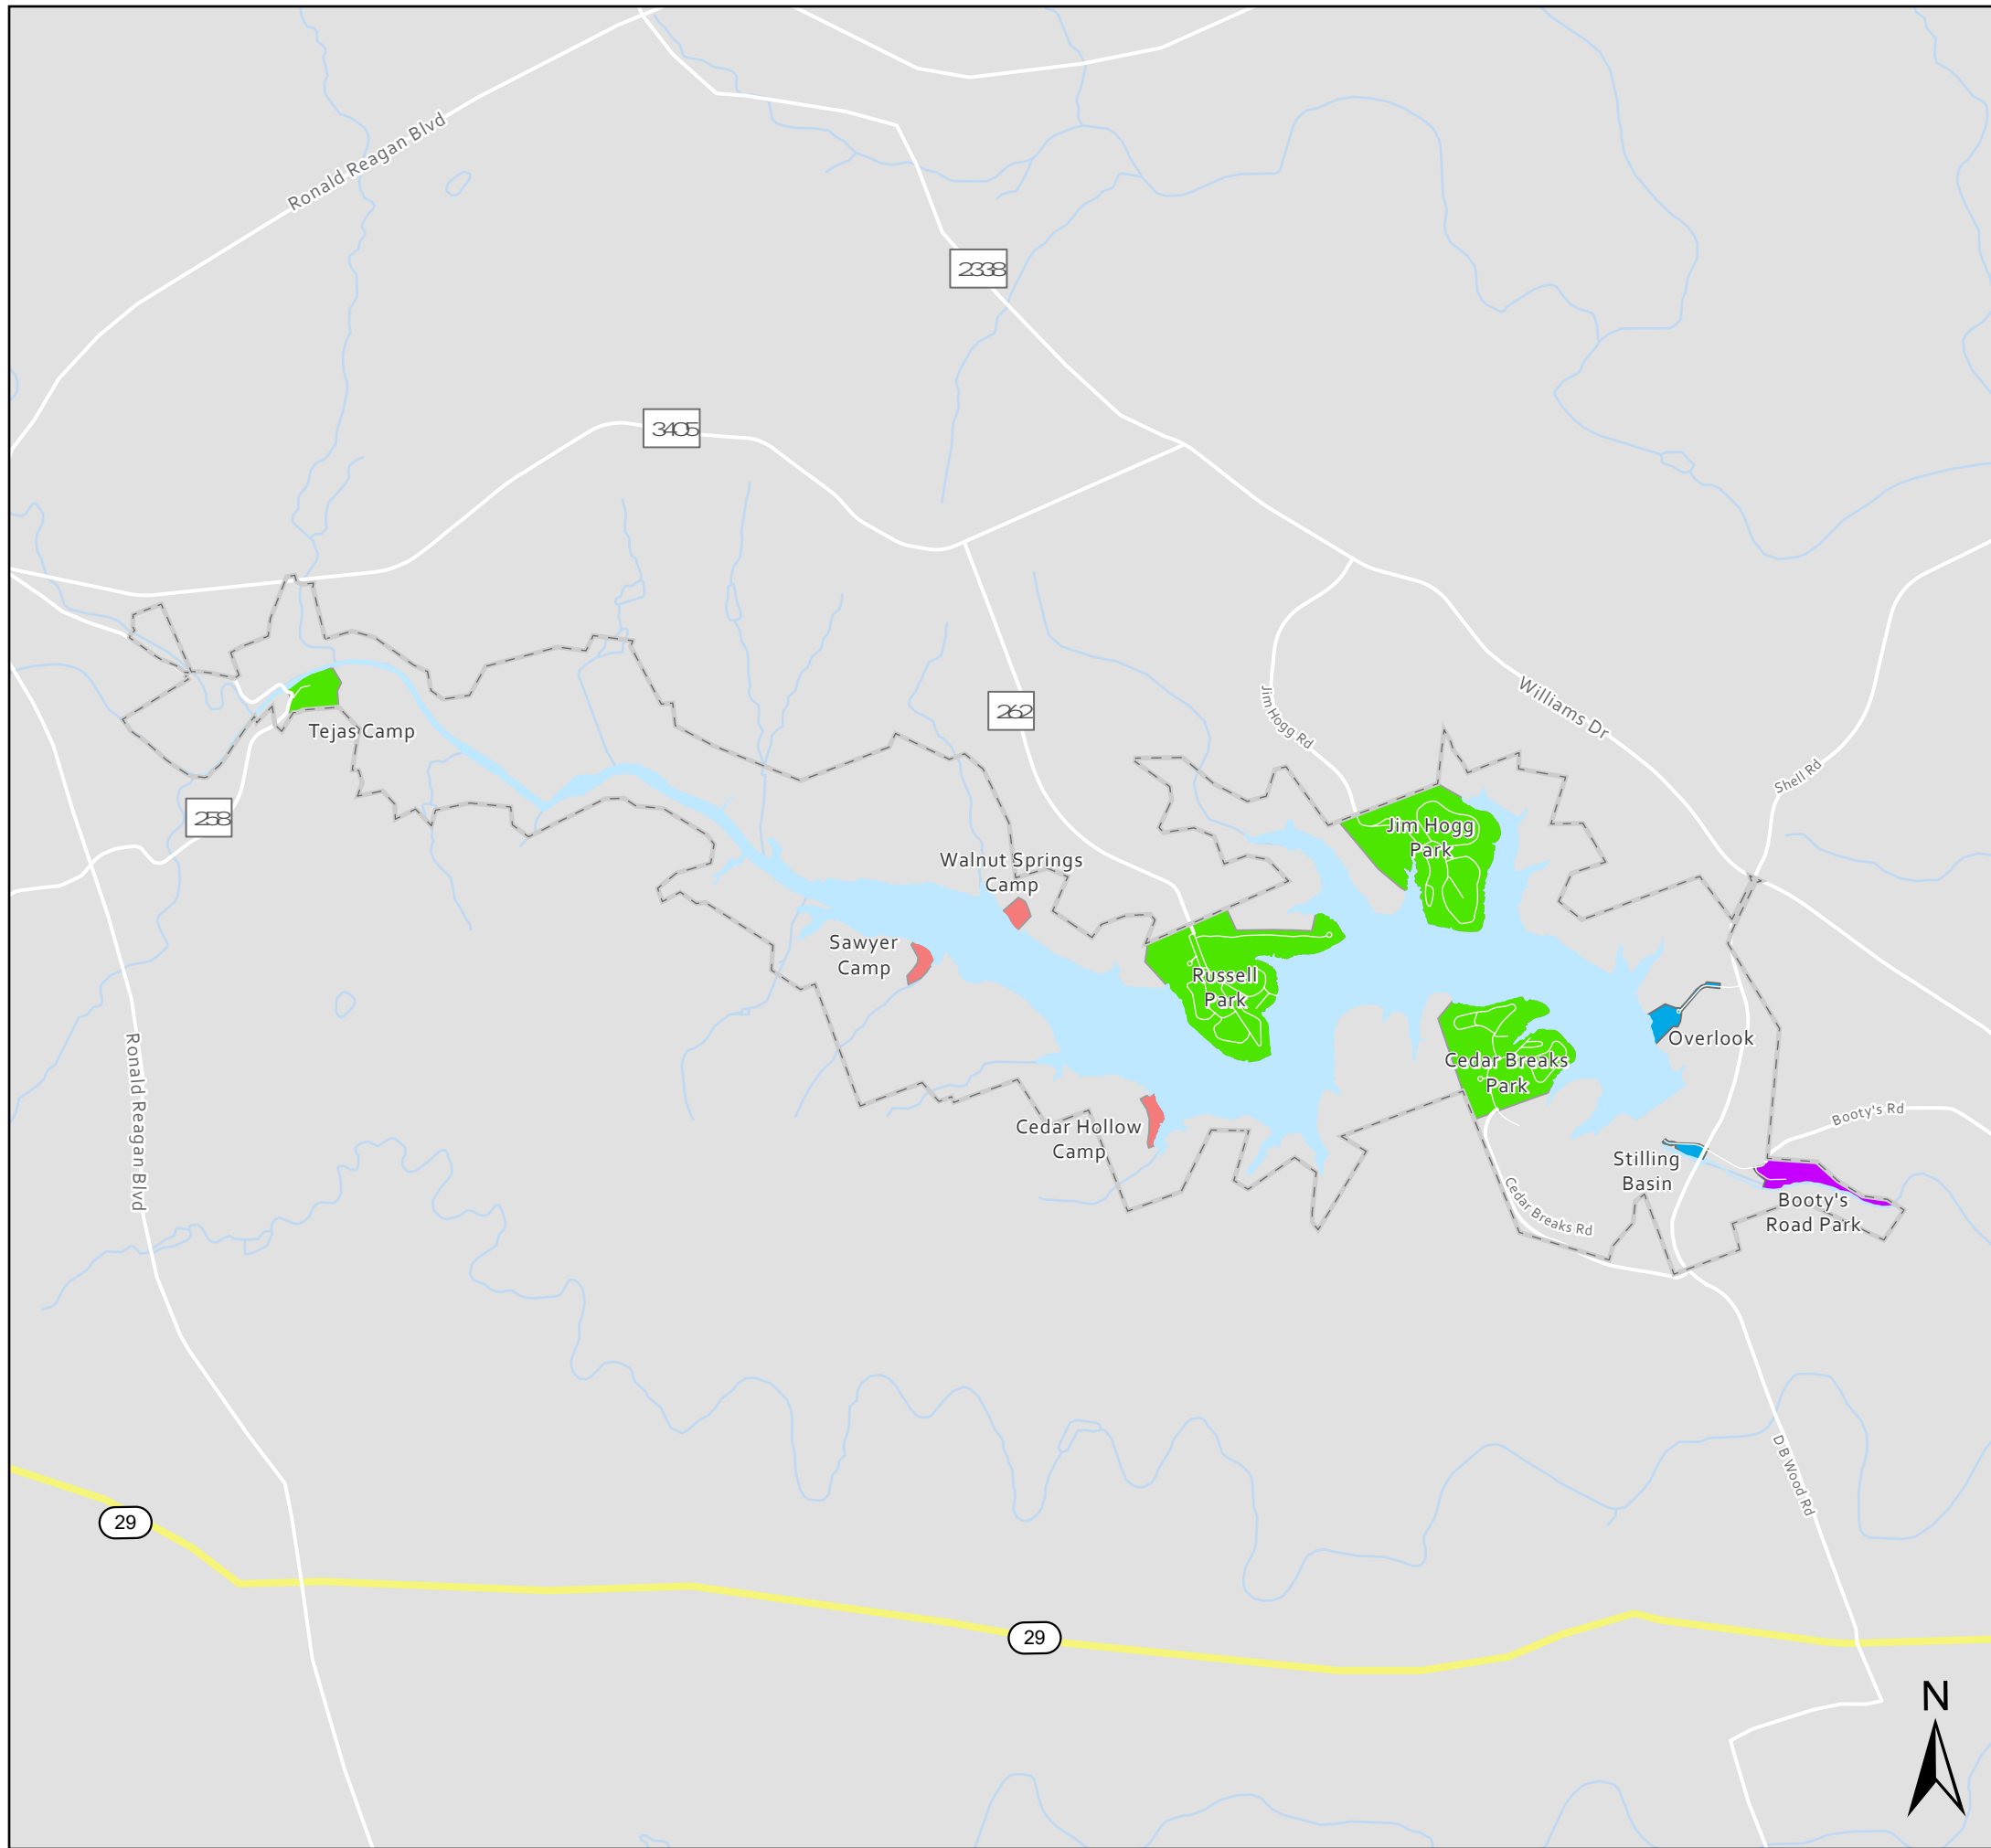 Ronald Reagan Blvd
2338
3405
262
Jim Hogg Rd
Williams Dr
Tejas Camp
Shell Rd
258
Jim Hogg
Park
Walnut Springs
Camp
Sawyer
Camp
Russell
Park
Overlook
Cedar Breaks
Park
Ronald Reagan Blvd
Booty's Rd
Cedar Hollow
Camp
Stilling
Basin
Cedar Breaks Rd
Booty's
Road Park
D B Wood Rd
29
29
N